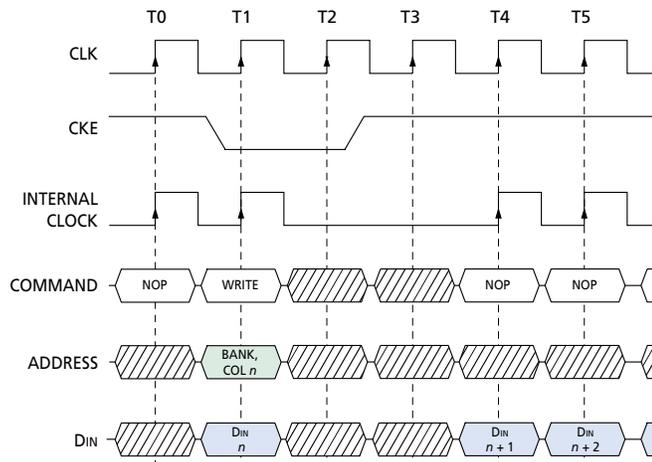 T0 T1 T2 T3 T4 T5
CLK
CKE
INTERNAL
CLOCK
COMMAND NOP WRITE NOP NOP
ADDRESS BANK,
COL n
DIN DIN DIN DIN
n n + 1 n + 2